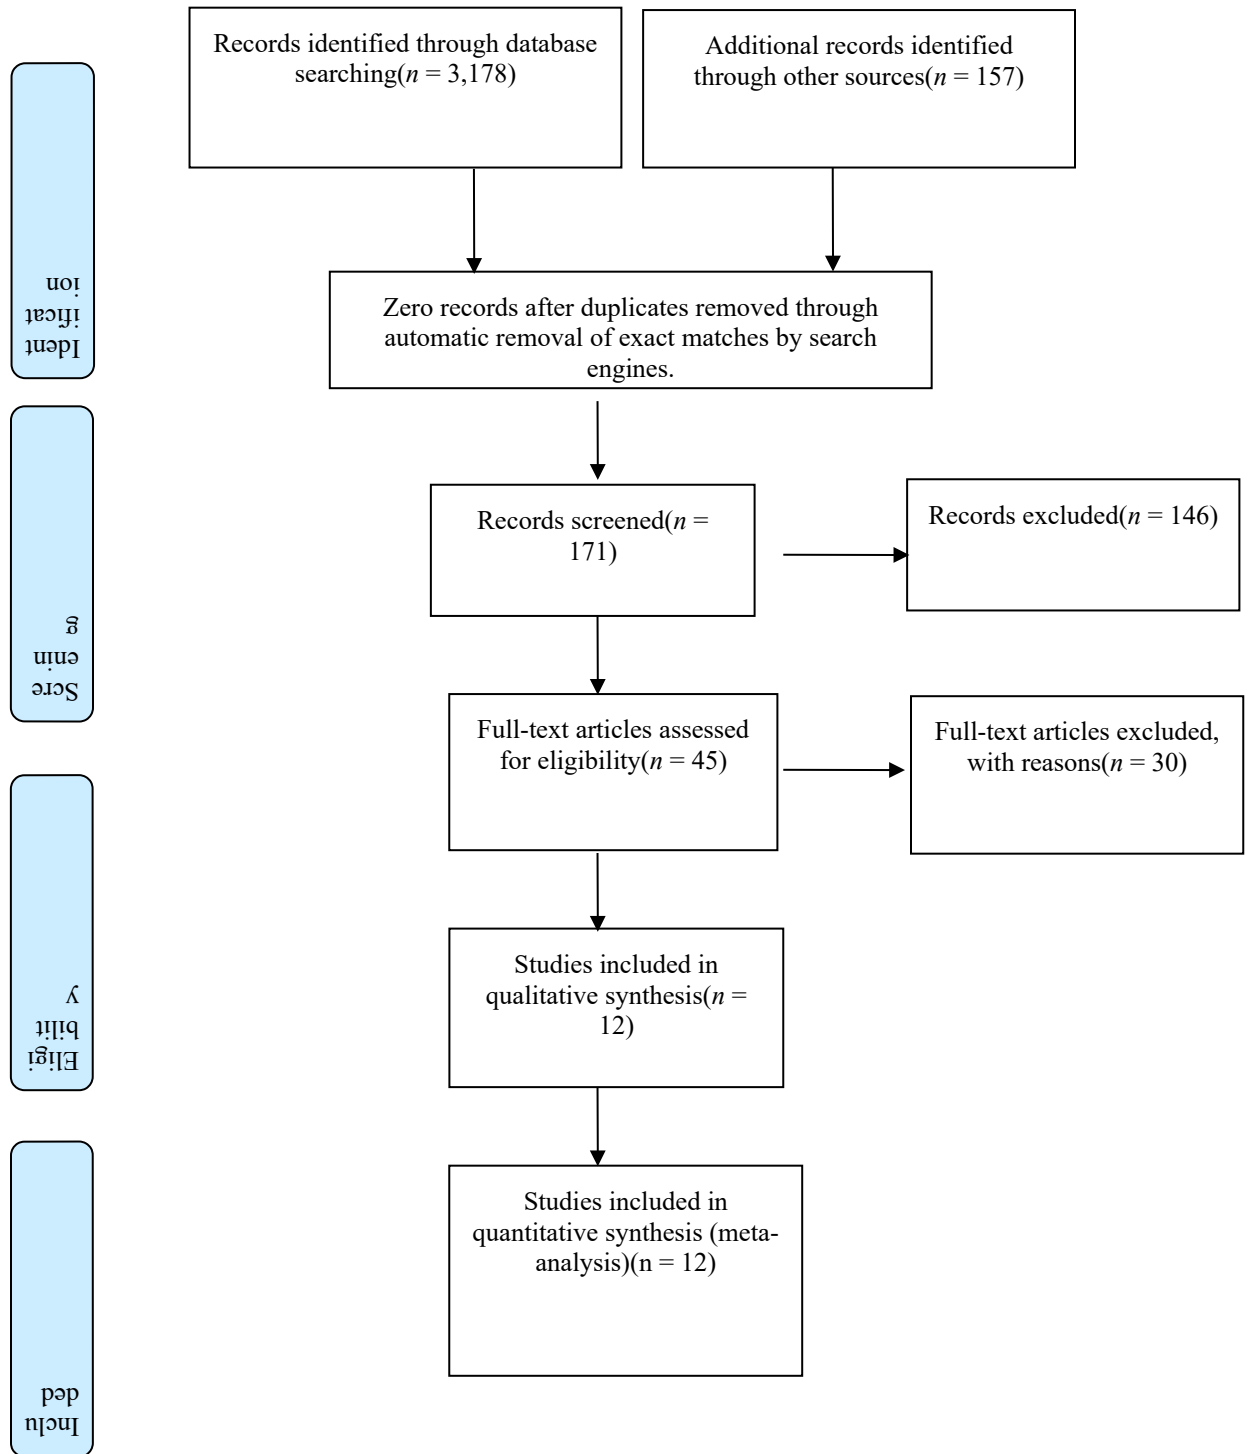 Records identified through database
searching(n = 3,178)
Additional records identified
through other sources(n = 157)
Ident
ificat
ion
Zero records after duplicates removed through
automatic removal of exact matches by search
engines.
Scre
enin
g
Records screened(n =
171)
Records excluded(n = 146)
Full-text articles assessed
for eligibility(n = 45)
Full-text articles excluded,
with reasons(n = 30)
Eligi
bilit
y
Studies included in
qualitative synthesis(n =
12)
Studies included in
quantitative synthesis (meta-
analysis)(n = 12)
Inclu
ded